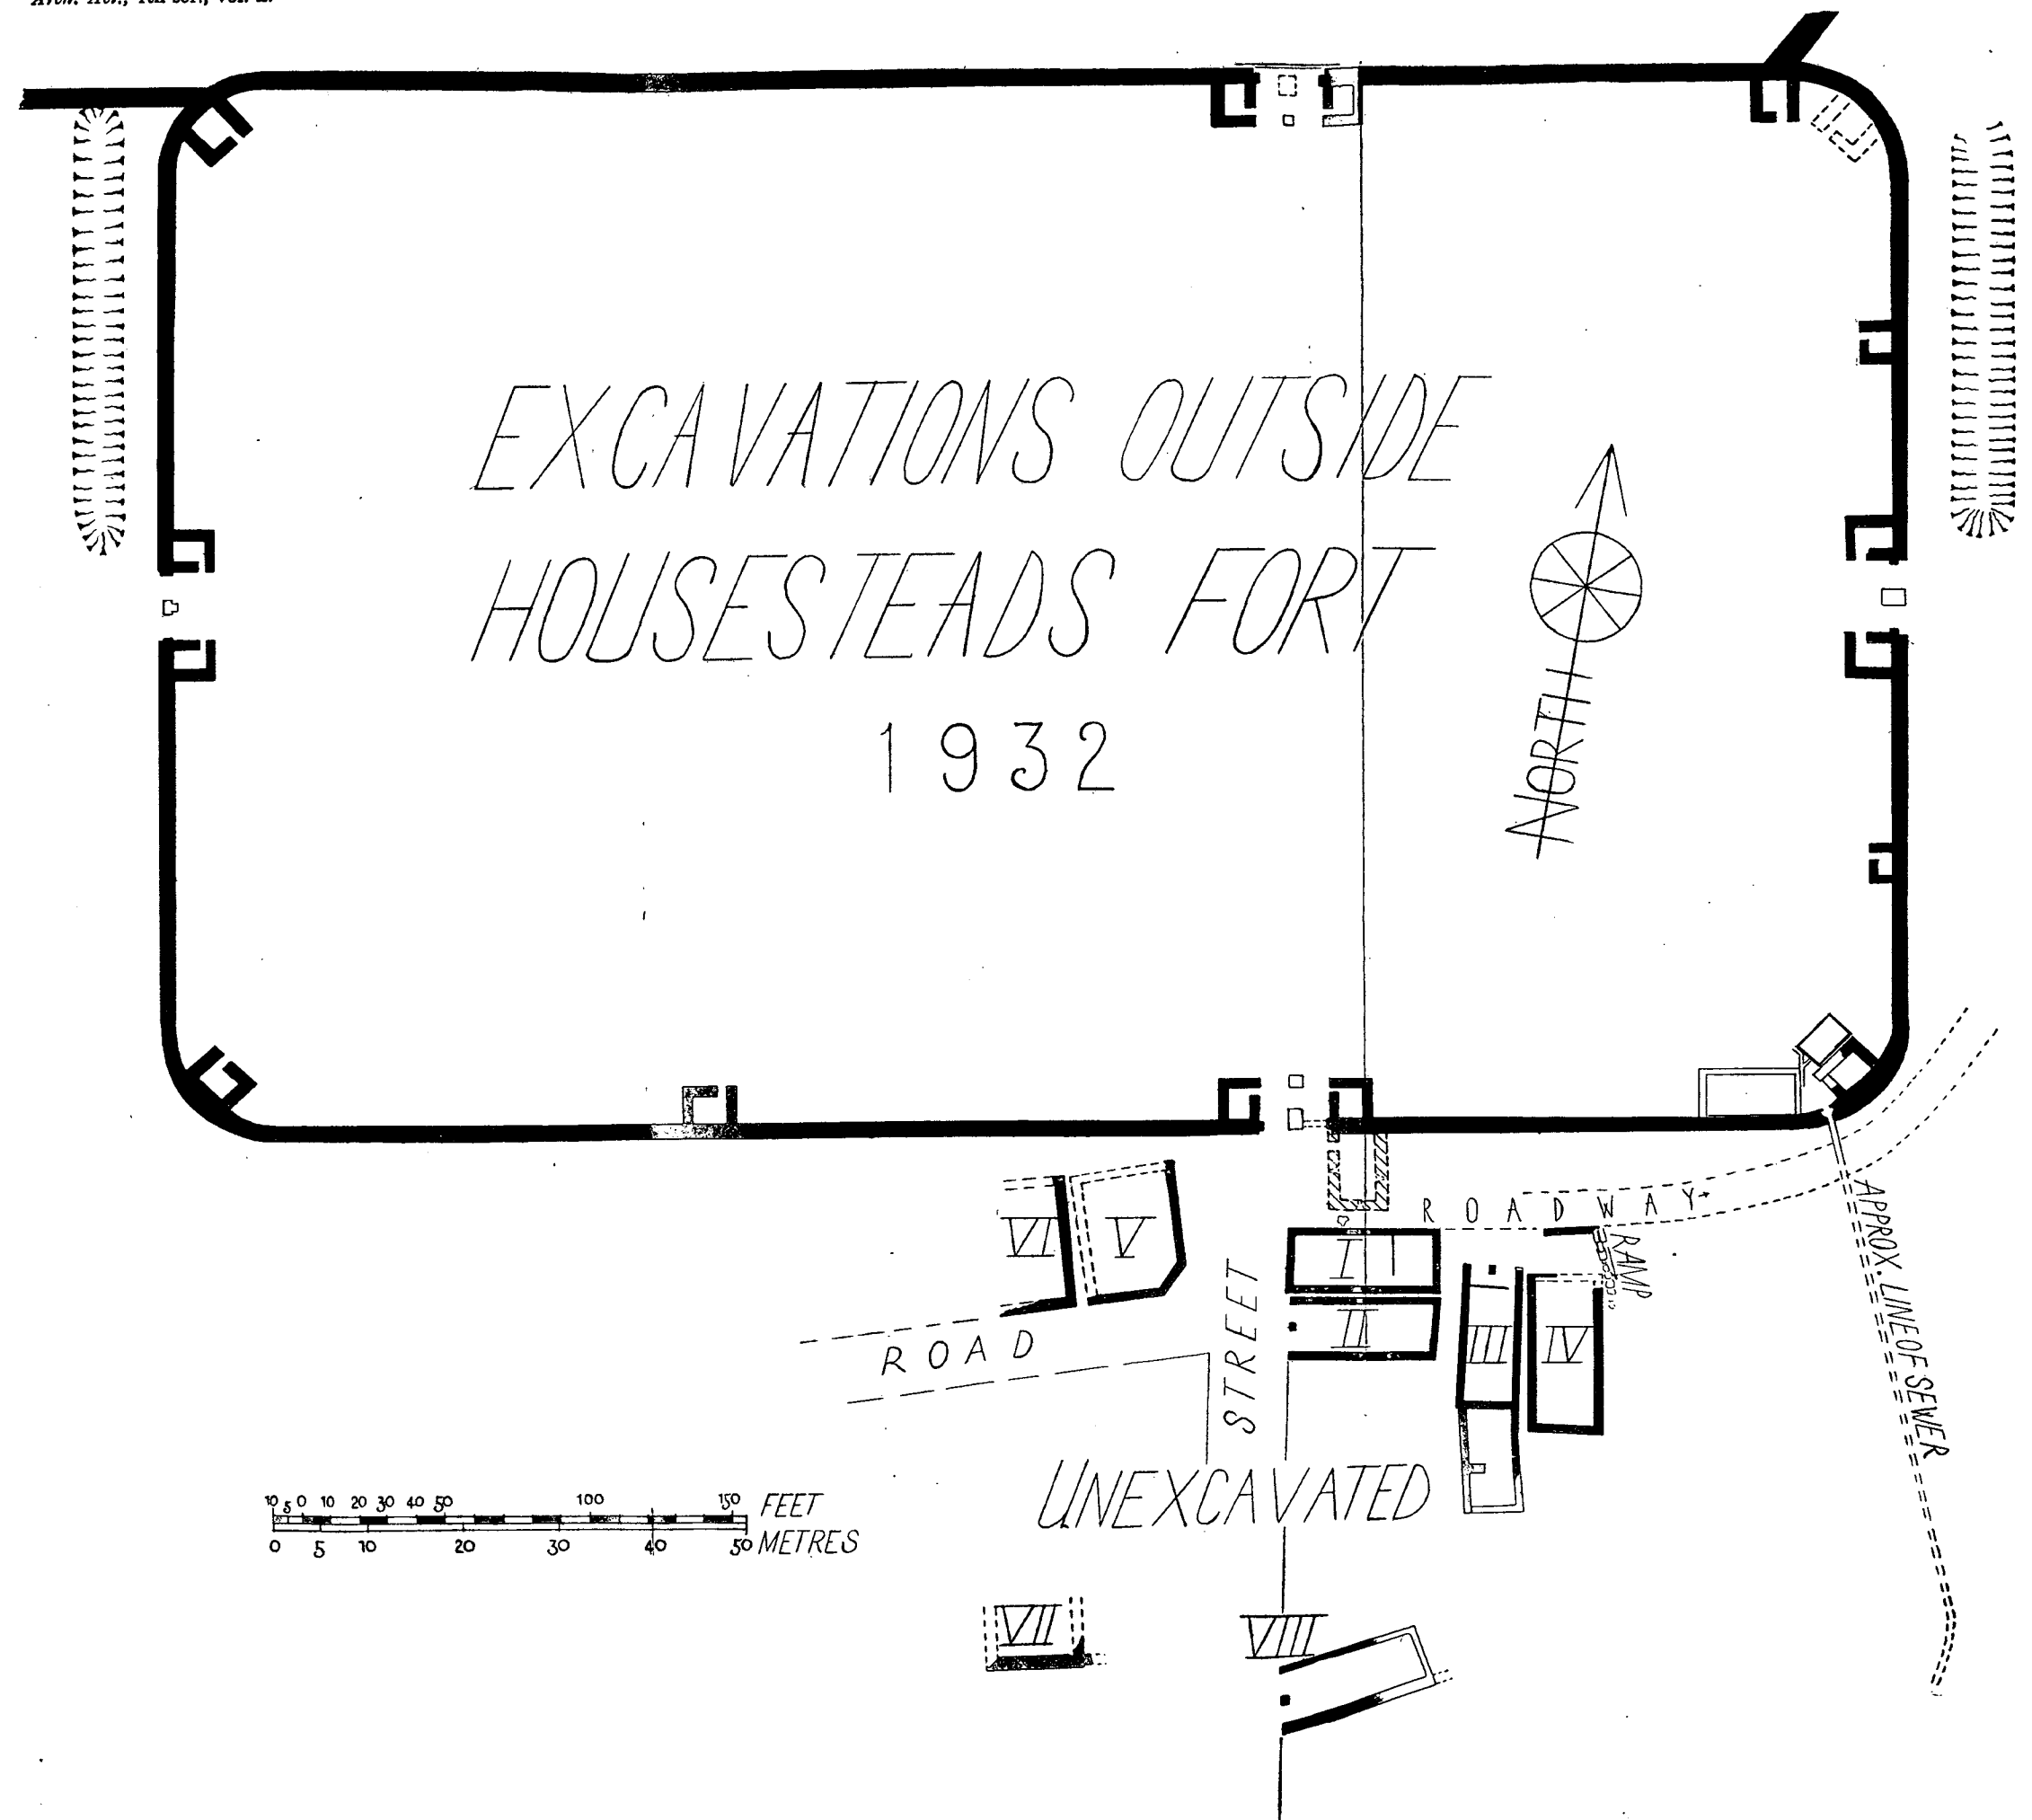 EXCAVATIONS OUTSIDE
HOUSESTEADS FORT
1932
NORTH
ROADWAY
RAMP
APPROX. LINE OF SEWER
VI
V
I
II
III
IV
STREET
ROAD
UNEXCAVATED
10 5 0 10 20 30 40 50 100 150 FEET
0 5 10 20 30 40 50 METRES
VII
VIII